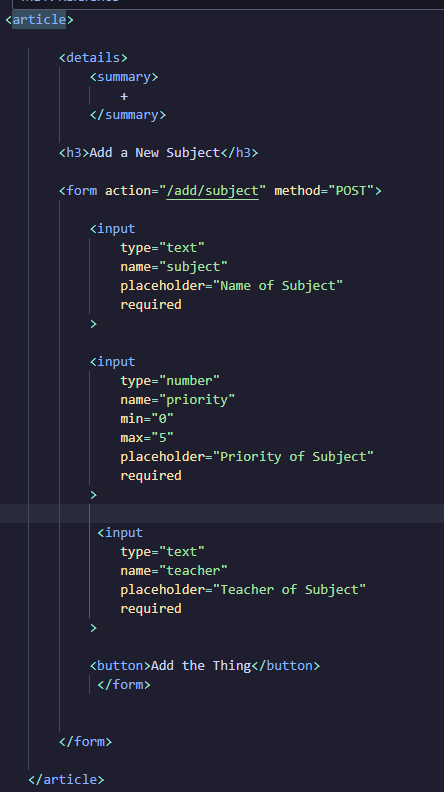 <article>
<details>
<summary>
+
</summary>
<h3>Add a New Subject</h3>
<form action="/add/subject" method="POST">
<input
type="text"
name="subject"
placeholder="Name of Subject"
required
>
<input
type="number"
name="priority"
min="0"
max="5"
placeholder="Priority of Subject"
required
>
<input
type="text"
name="teacher"
placeholder="Teacher of Subject"
required
>
<button>Add the Thing</button>
</form>
</form>
</article>